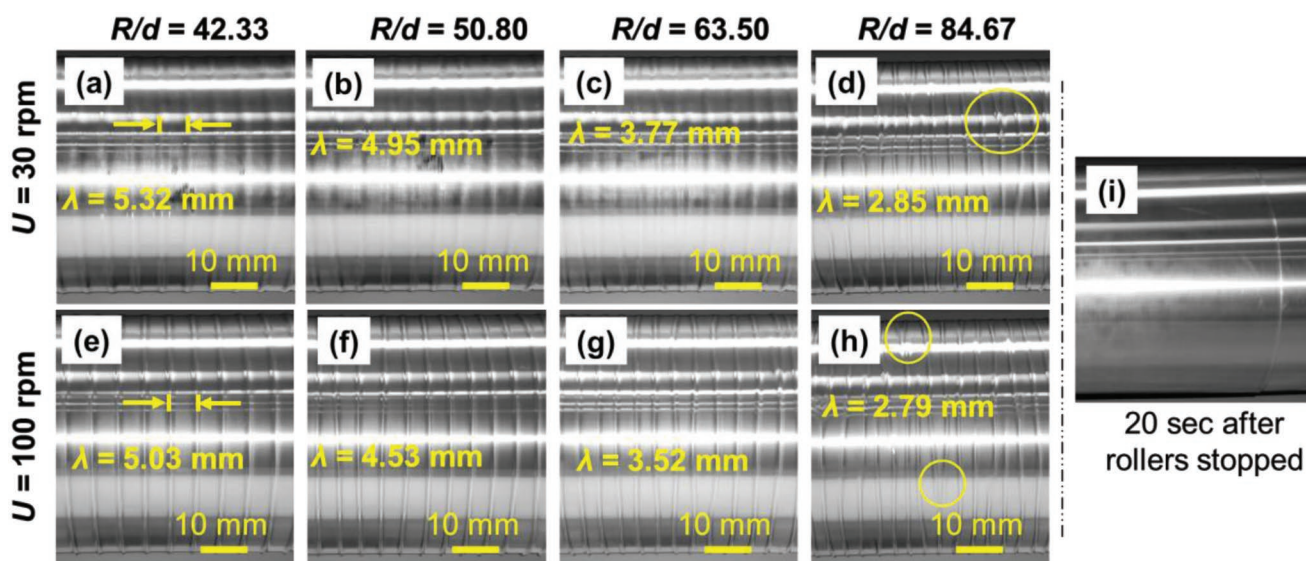 R/d = 42.33
R/d = 50.80
R/d = 63.50
R/d = 84.67
U = 30 rpm
(a)
λ = 5.32 mm
10 mm
(b)
λ = 4.95 mm
10 mm
(c)
λ = 3.77 mm
10 mm
(d)
λ = 2.85 mm
10 mm
U = 100 rpm
(e)
λ = 5.03 mm
10 mm
(f)
λ = 4.53 mm
10 mm
(g)
λ = 3.52 mm
10 mm
(h)
λ = 2.79 mm
10 mm
(i)
20 sec after
rollers stopped